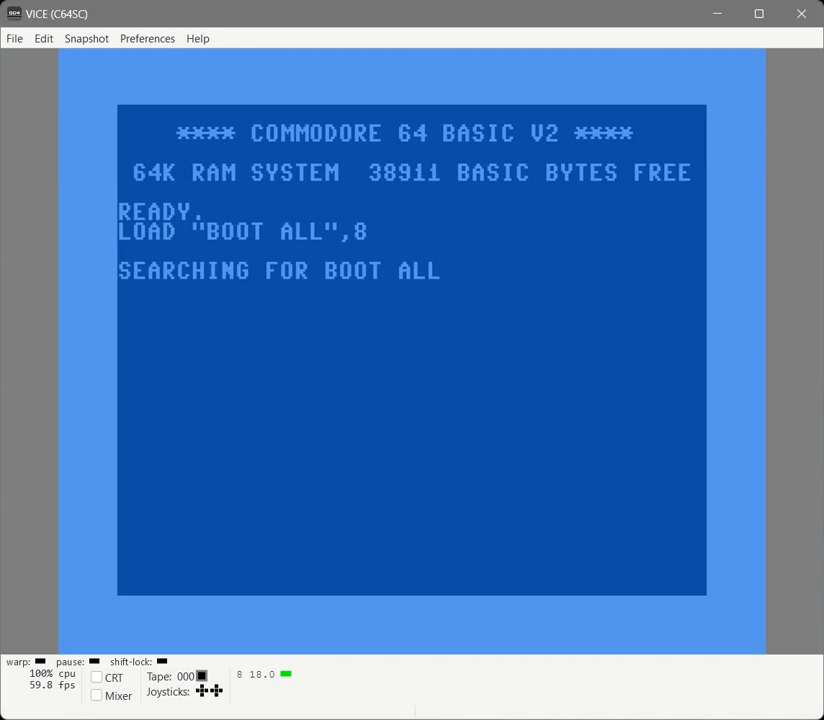 VICE (C64SC)
File Edit Snapshot Preferences Help
**** COMMODORE 64 BASIC V2 ****
64K RAM SYSTEM  38911 BASIC BYTES FREE
READY.
LOAD "BOOT ALL",8
SEARCHING FOR BOOT ALL
warp: pause: shift-lock:
100% cpu
59.8 fps
CRT
Mixer
Tape: 000
Joysticks:
8 18.0